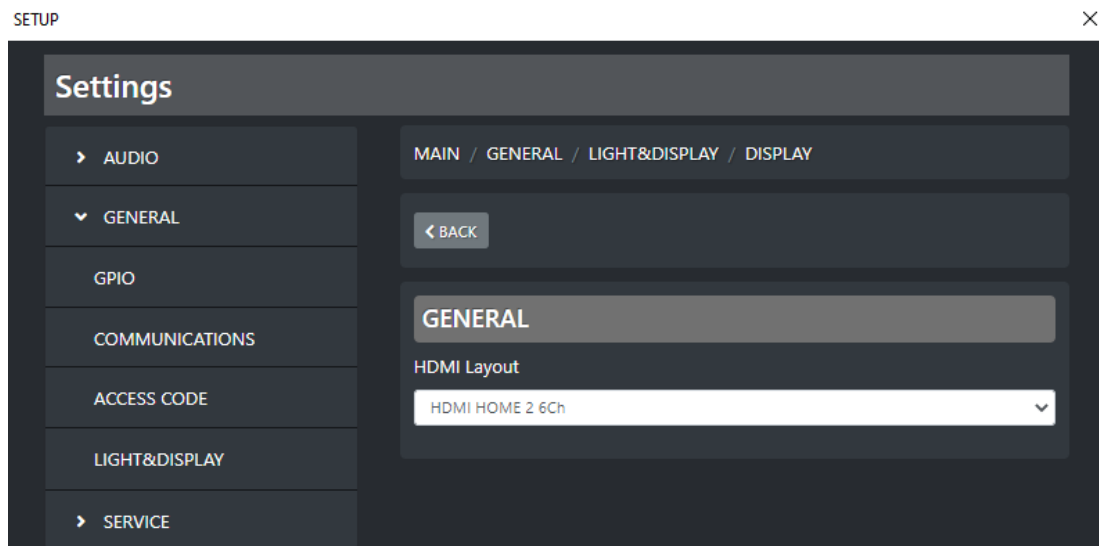 SETUP
Settings
AUDIO
GENERAL
GPIO
COMMUNICATIONS
ACCESS CODE
LIGHT&DISPLAY
SERVICE
MAIN / GENERAL / LIGHT&DISPLAY / DISPLAY
BACK
GENERAL
HDMI Layout
HDMI HOME 2 6Ch